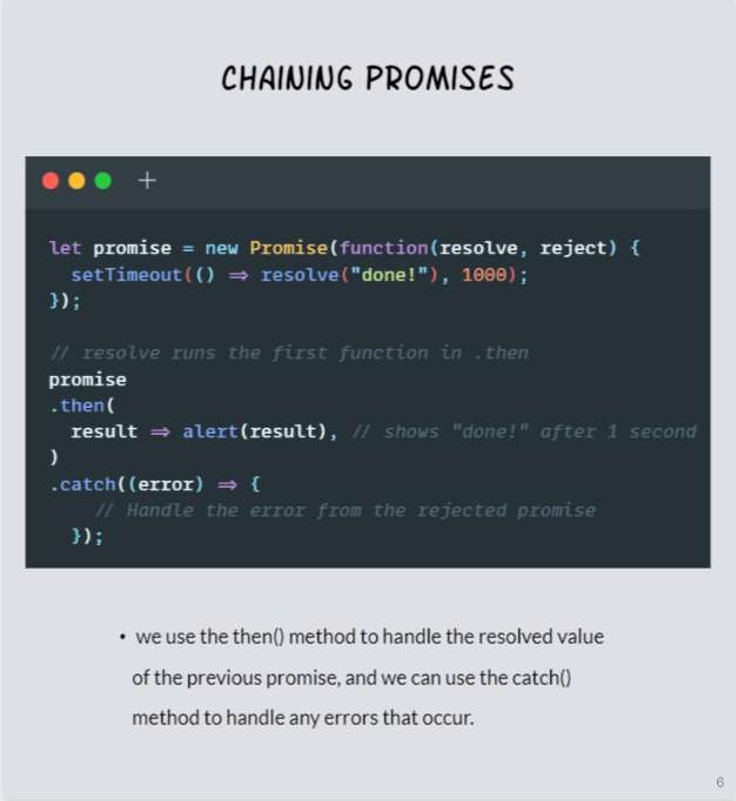 CHAINING PROMISES
+
let promise = new Promise(function(resolve, reject) {
  setTimeout(() ⇒ resolve("done!"), 1000);
});
// resolve runs the first function in .then
promise
.then(
  result ⇒ alert(result), // shows "done!" after 1 second
)
.catch((error) ⇒ {
    // Handle the error from the rejected promise
  });
• we use the then() method to handle the resolved value
of the previous promise, and we can use the catch()
method to handle any errors that occur.
6